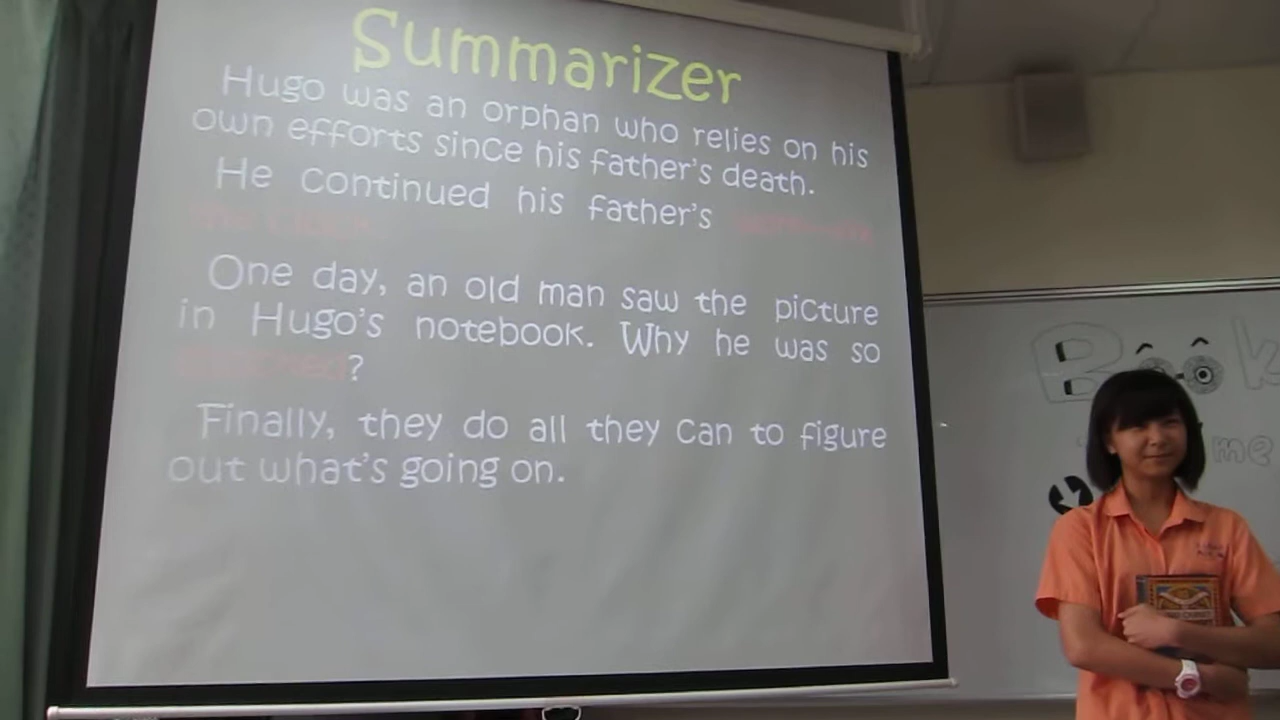 Summarizer
Hugo was an orphan who relies on his
own efforts since his father's death.
He continued his father's
One day, an old man saw the picture
in Hugo's notebook. Why he was so
?
Finally, they do all they can to figure
out what's going on.
Book
me